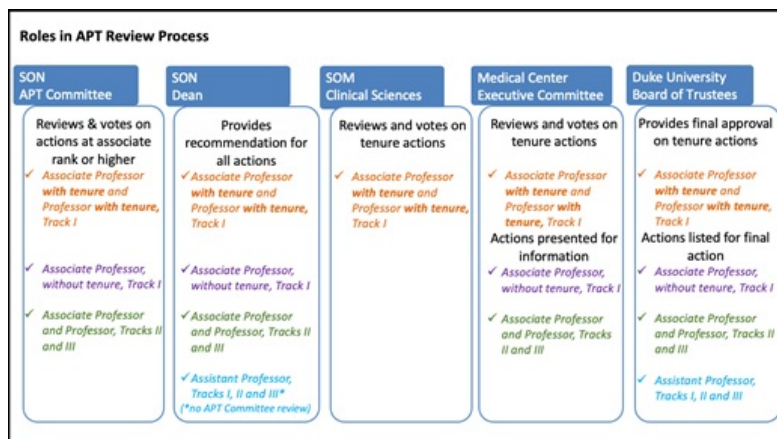 Roles in APT Review Process
SON
APT Committee
Reviews & votes on
actions at associate
rank or higher
✓ Associate Professor
with tenure and
Professor with tenure,
Track I
✓ Associate Professor,
without tenure, Track I
✓ Associate Professor
and Professor, Tracks II
and III
SON
Dean
Provides
recommendation for
all actions
✓ Associate Professor
with tenure and
Professor with tenure,
Track I
✓ Associate Professor,
without tenure, Track I
✓ Associate Professor
and Professor, Tracks II
and III
✓ Assistant Professor,
Tracks I, II and III*
(*no APT Committee review)
SOM
Clinical Sciences
Reviews and votes on
tenure actions
✓ Associate Professor
with tenure and
Professor with tenure,
Track I
Medical Center
Executive Committee
Reviews and votes on
tenure actions
✓ Associate Professor
with tenure and
Professor with
tenure, Track I
Actions presented for
information
✓ Associate Professor,
without tenure, Track I
✓ Associate Professor
and Professor, Tracks
II and III
Duke University
Board of Trustees
Provides final approval
on tenure actions
✓ Associate Professor
with tenure and
Professor with tenure,
Track I
Actions listed for final
action
✓ Associate Professor,
without tenure, Track I
✓ Associate Professor
and Professor, Tracks II
and III
✓ Assistant Professor,
Tracks I, II and III